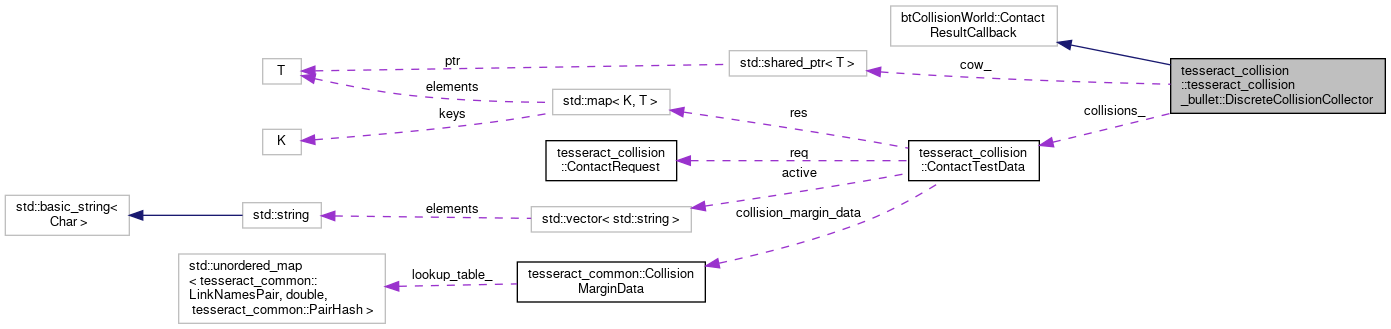 btCollisionWorld::Contact
ResultCallback
tesseract_collision
::tesseract_collision
_bullet::DiscreteCollisionCollector
cow_
std::shared_ptr< T >
ptr
T
elements
std::map< K, T >
keys
K
collisions_
res
tesseract_collision
::ContactTestData
req
tesseract_collision
::ContactRequest
active
std::vector< std::string >
elements
std::string
std::basic_string<
Char >
collision_margin_data
tesseract_common::Collision
MarginData
lookup_table_
std::unordered_map
< tesseract_common::
LinkNamesPair, double,
tesseract_common::PairHash >